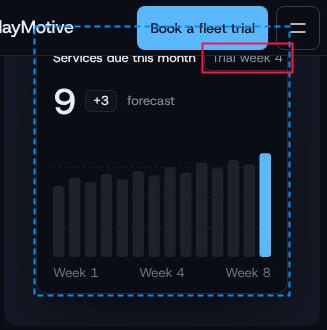 layMotive
Book a fleet trial
Services due this month
Trial week 4
9
+3
forecast
Week 1
Week 4
Week 8